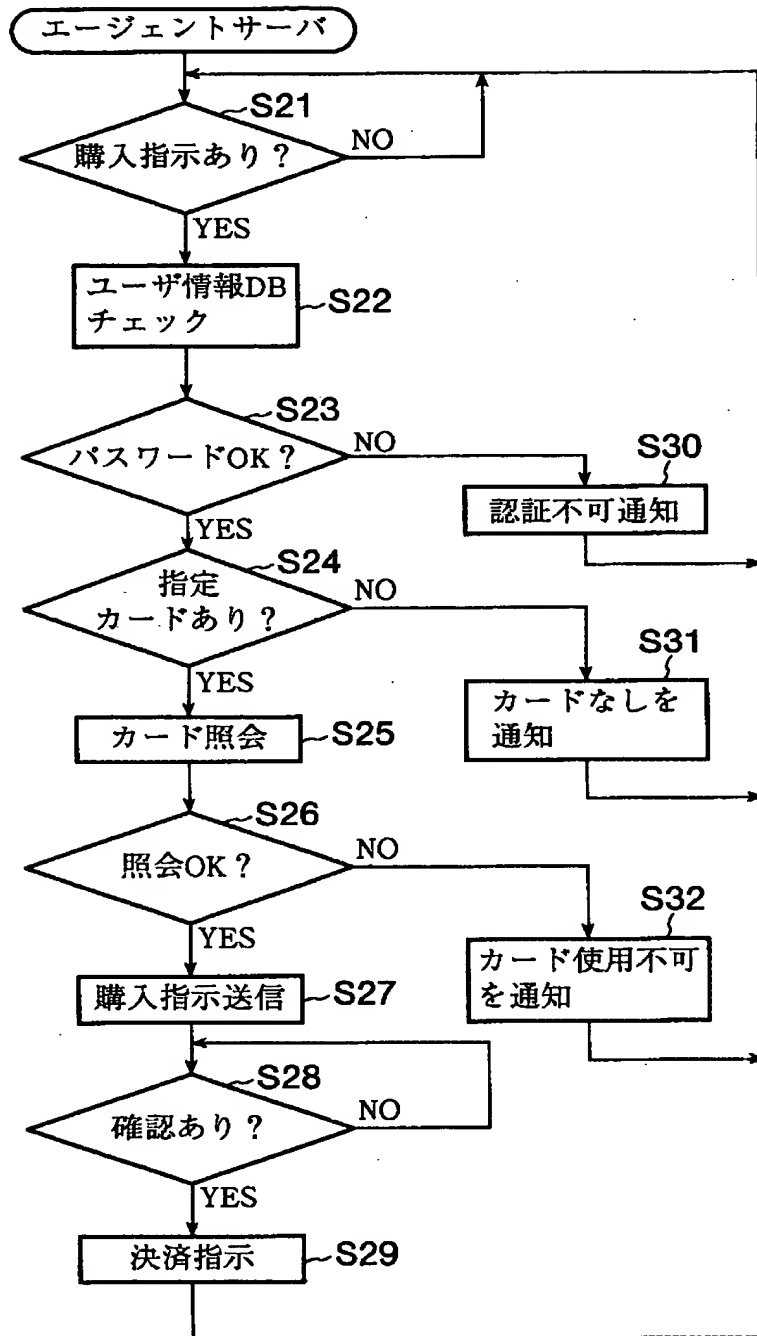 エージェントサーバ
S21
購入指示あり?
NO
YES
ユーザ情報DB
チェック
S22
S23
パスワードOK?
NO
YES
S30
認証不可通知
S24
指定
カードあり?
NO
YES
S31
カードなしを
通知
カード照会
S25
S26
照会OK?
NO
YES
S32
カード使用不可
を通知
購入指示送信
S27
S28
確認あり?
NO
YES
決済指示
S29